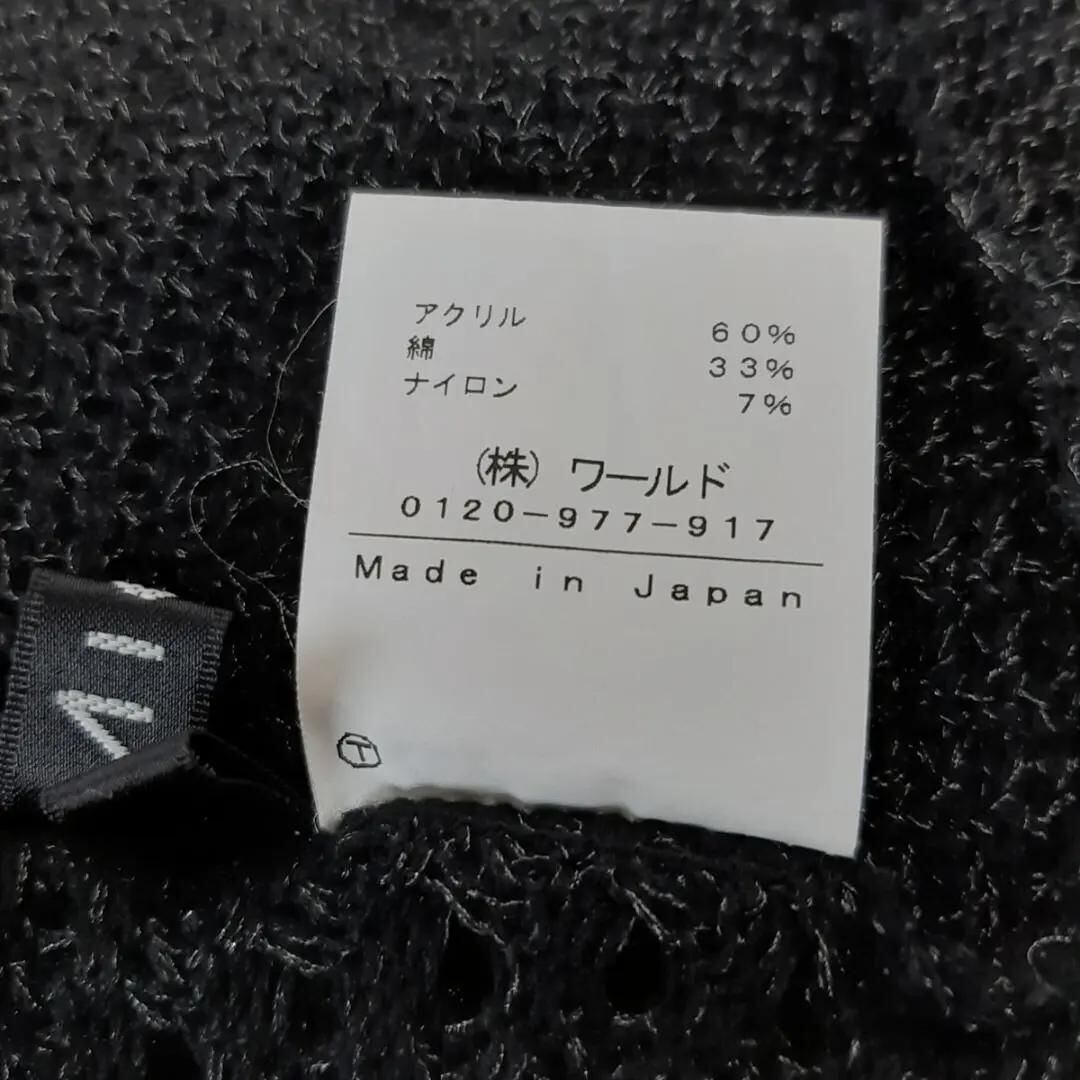 アクリル 60%
綿 33%
ナイロン 7%
(株) ワールド
0120-977-917
Made in Japan
T